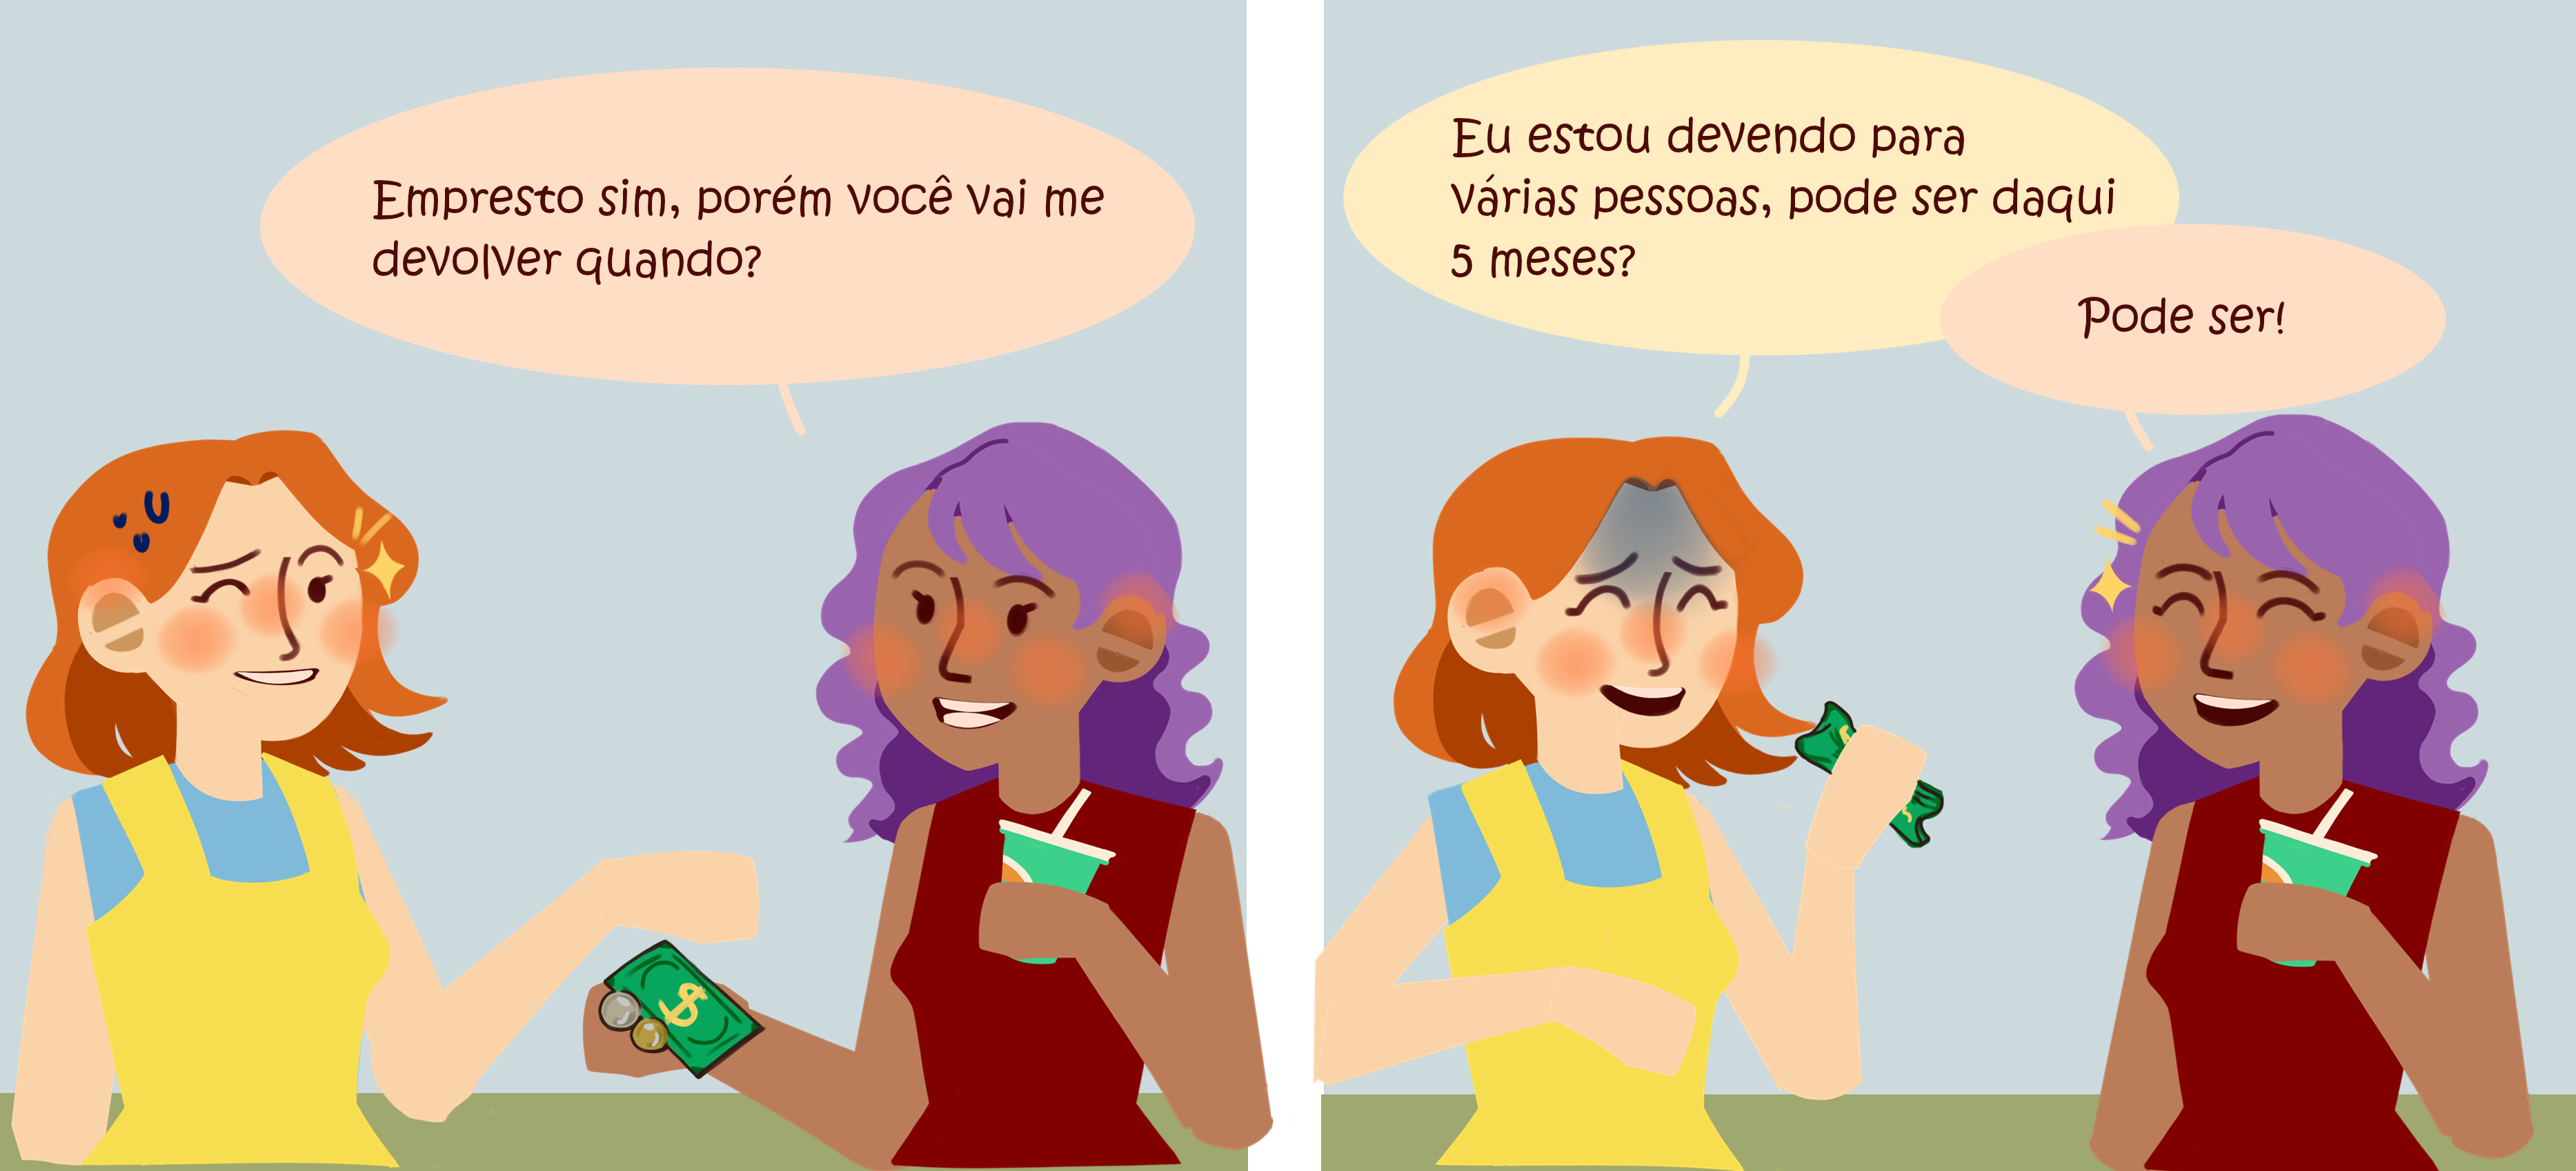 Empresto sim, porém você vai me
devolver quando?
Eu estou devendo para
várias pessoas, pode ser daqui
5 meses?
Pode ser!
$